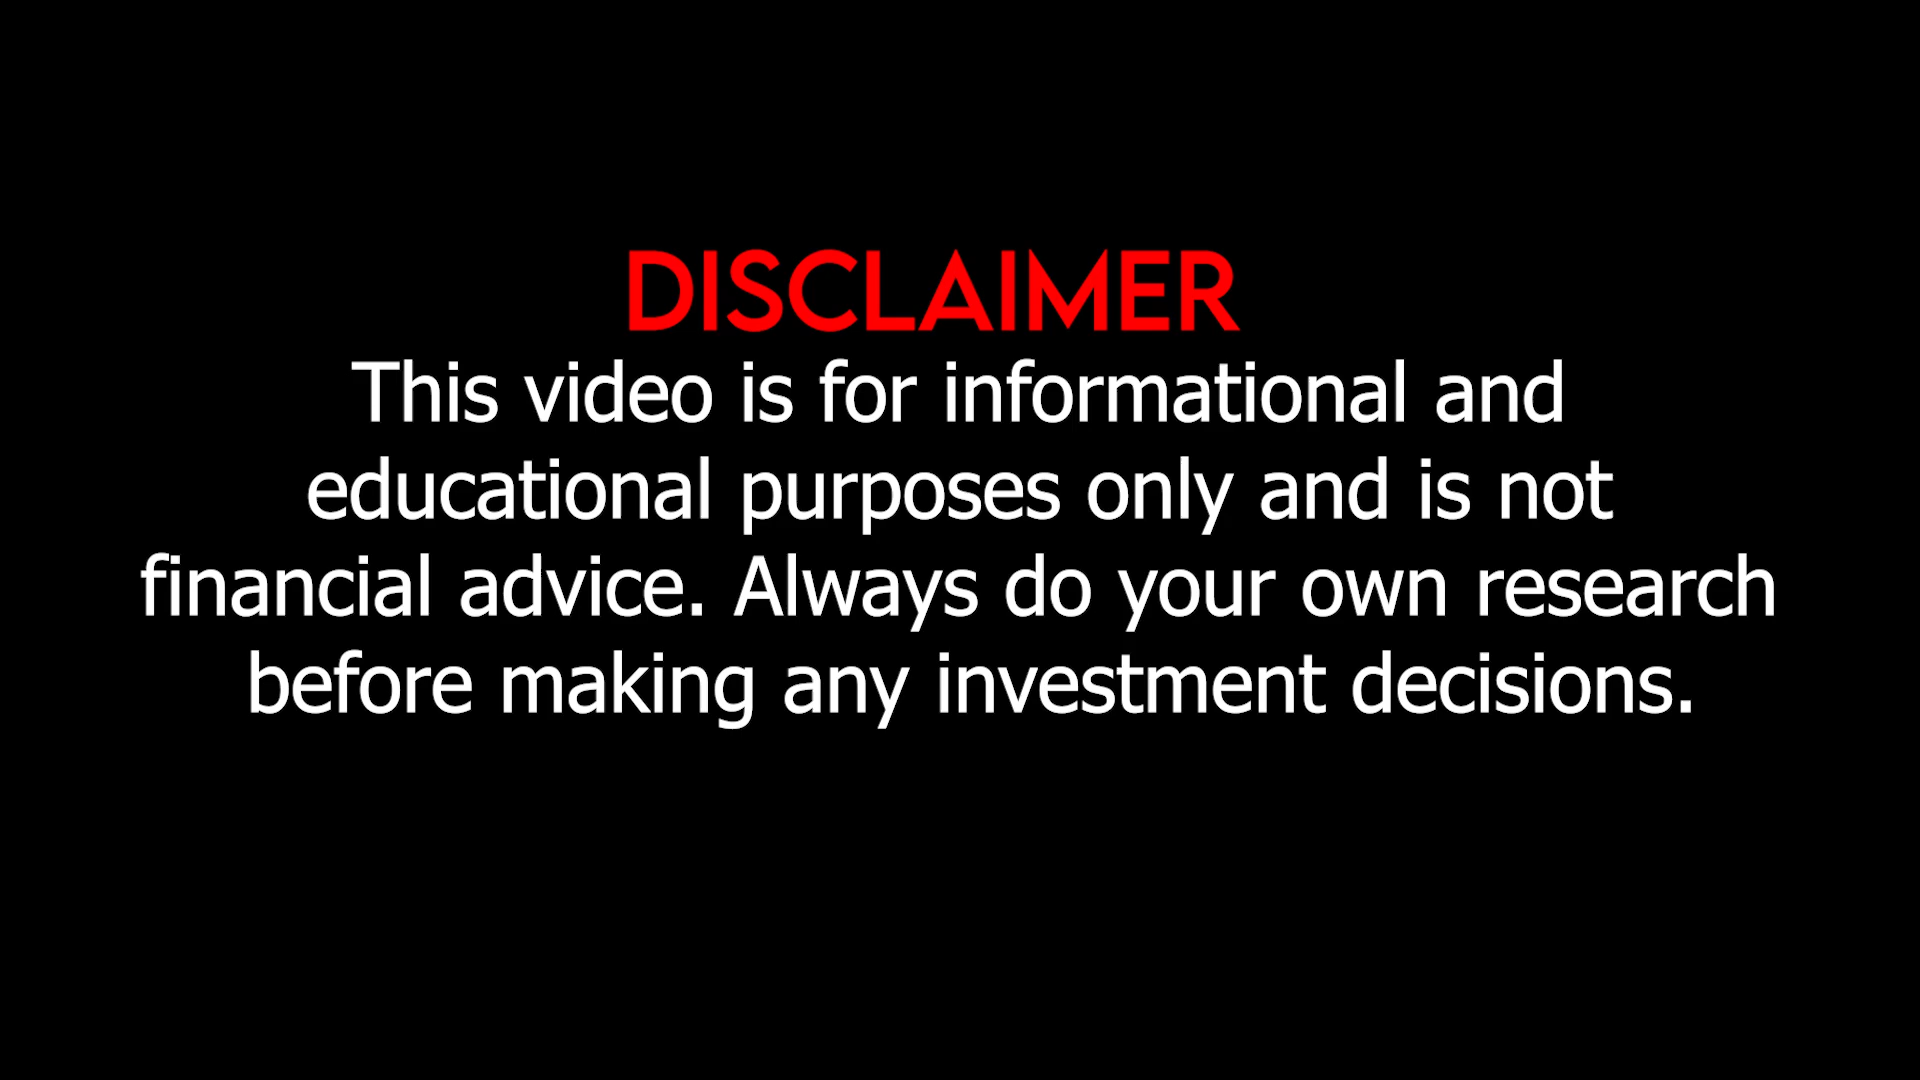 DISCLAIMER
This video is for informational and
educational purposes only and is not
financial advice. Always do your own research
before making any investment decisions.